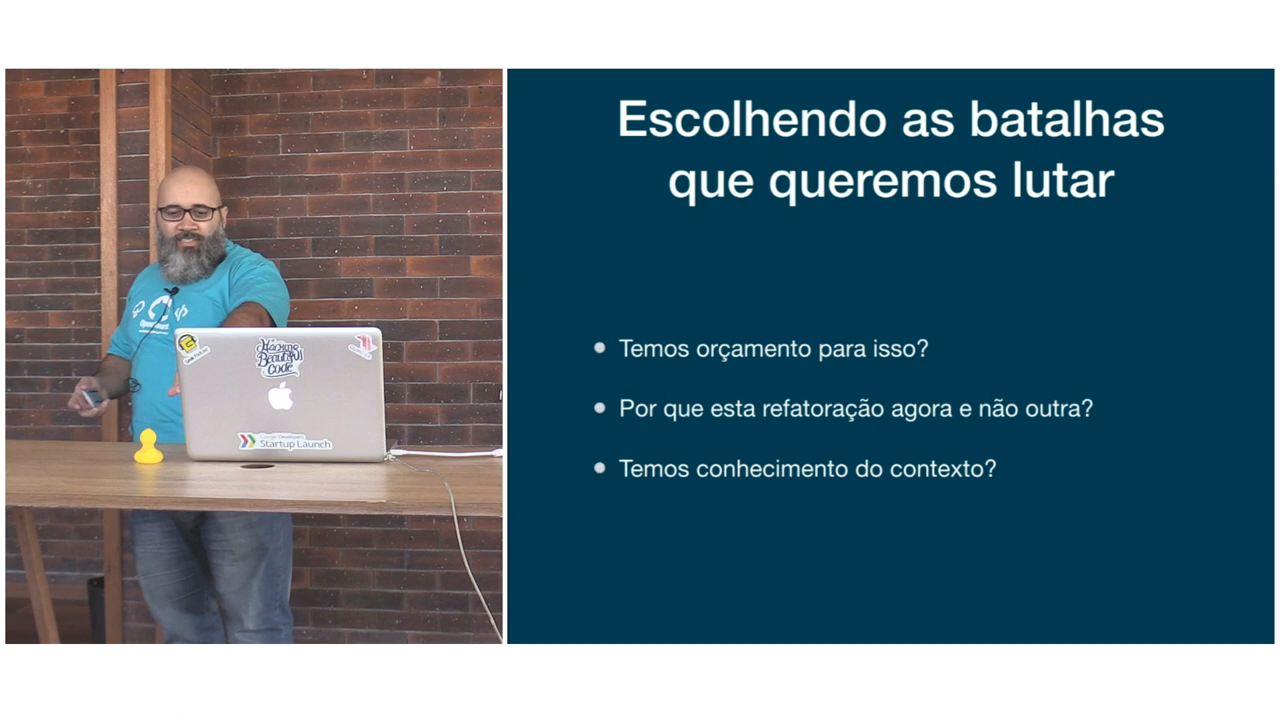 Hacking
Beautiful
Code
Startup Launch
Escolhendo as batalhas
que queremos lutar
Temos orçamento para isso?
Por que esta refatoração agora e não outra?
Temos conhecimento do contexto?